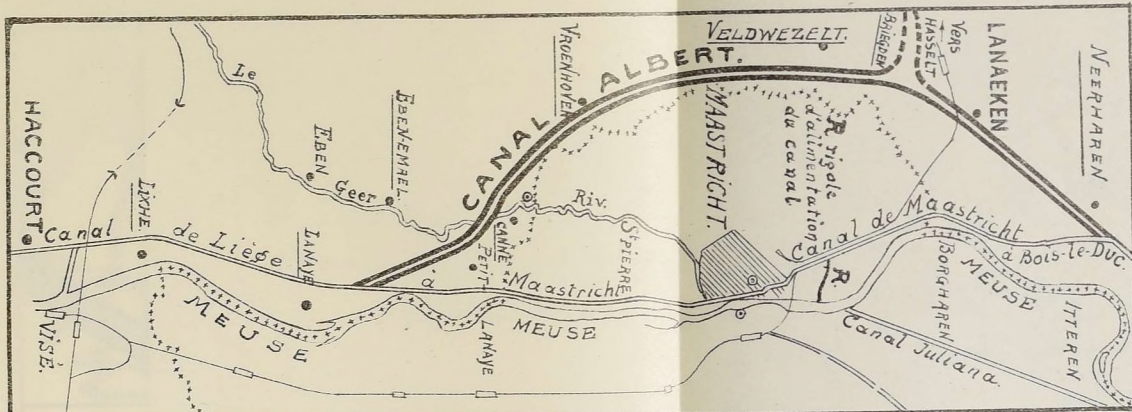 HACCOURT
Canal
de Liège
à
Maastricht
LIXHE
VISÉ.
MEUSE
LANAYE
Le
Geer
Riv.
EBEN
EBEN-EMAEL.
CANAL ALBERT.
VROENHOVEN
CANNE
PETIT-
LANAYE
St PIERRE
MEUSE
VELDWEZELT.
BRIEGDEN
Vers
HASSELT
LANAEKEN
NEERHAREN
MAASTRICHT.
R rigole
d'alimentation
du canal
R.
Canal de Maastricht
à Bois-le-Duc.
BORGHAREN
MEUSE
ITTEREN
Canal Juliana.